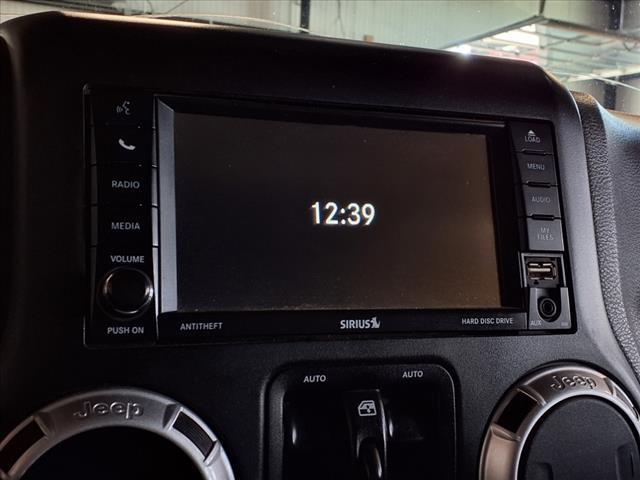 RADIO
MEDIA
VOLUME
PUSH ON
12:39
LOAD
MENU
AUDIO
MY
FILES
AUX
ANTITHEFT
SIRIUS
HARD DISC DRIVE
AUTO
AUTO
Jeep
Jeep